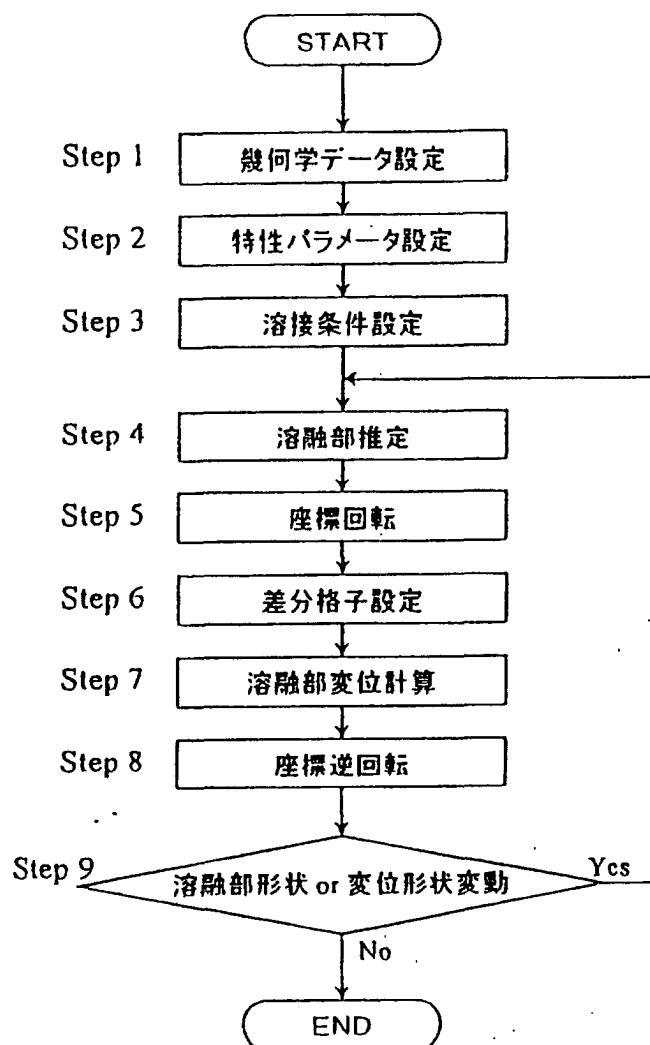 START
Step 1 幾何学データ設定
Step 2 特性パラメータ設定
Step 3 溶接条件設定
Step 4 溶融部推定
Step 5 座標回転
Step 6 差分格子設定
Step 7 溶融部変位計算
Step 8 座標逆回転
Step 9 溶融部形状 or 変位形状変動 Yes
No
END